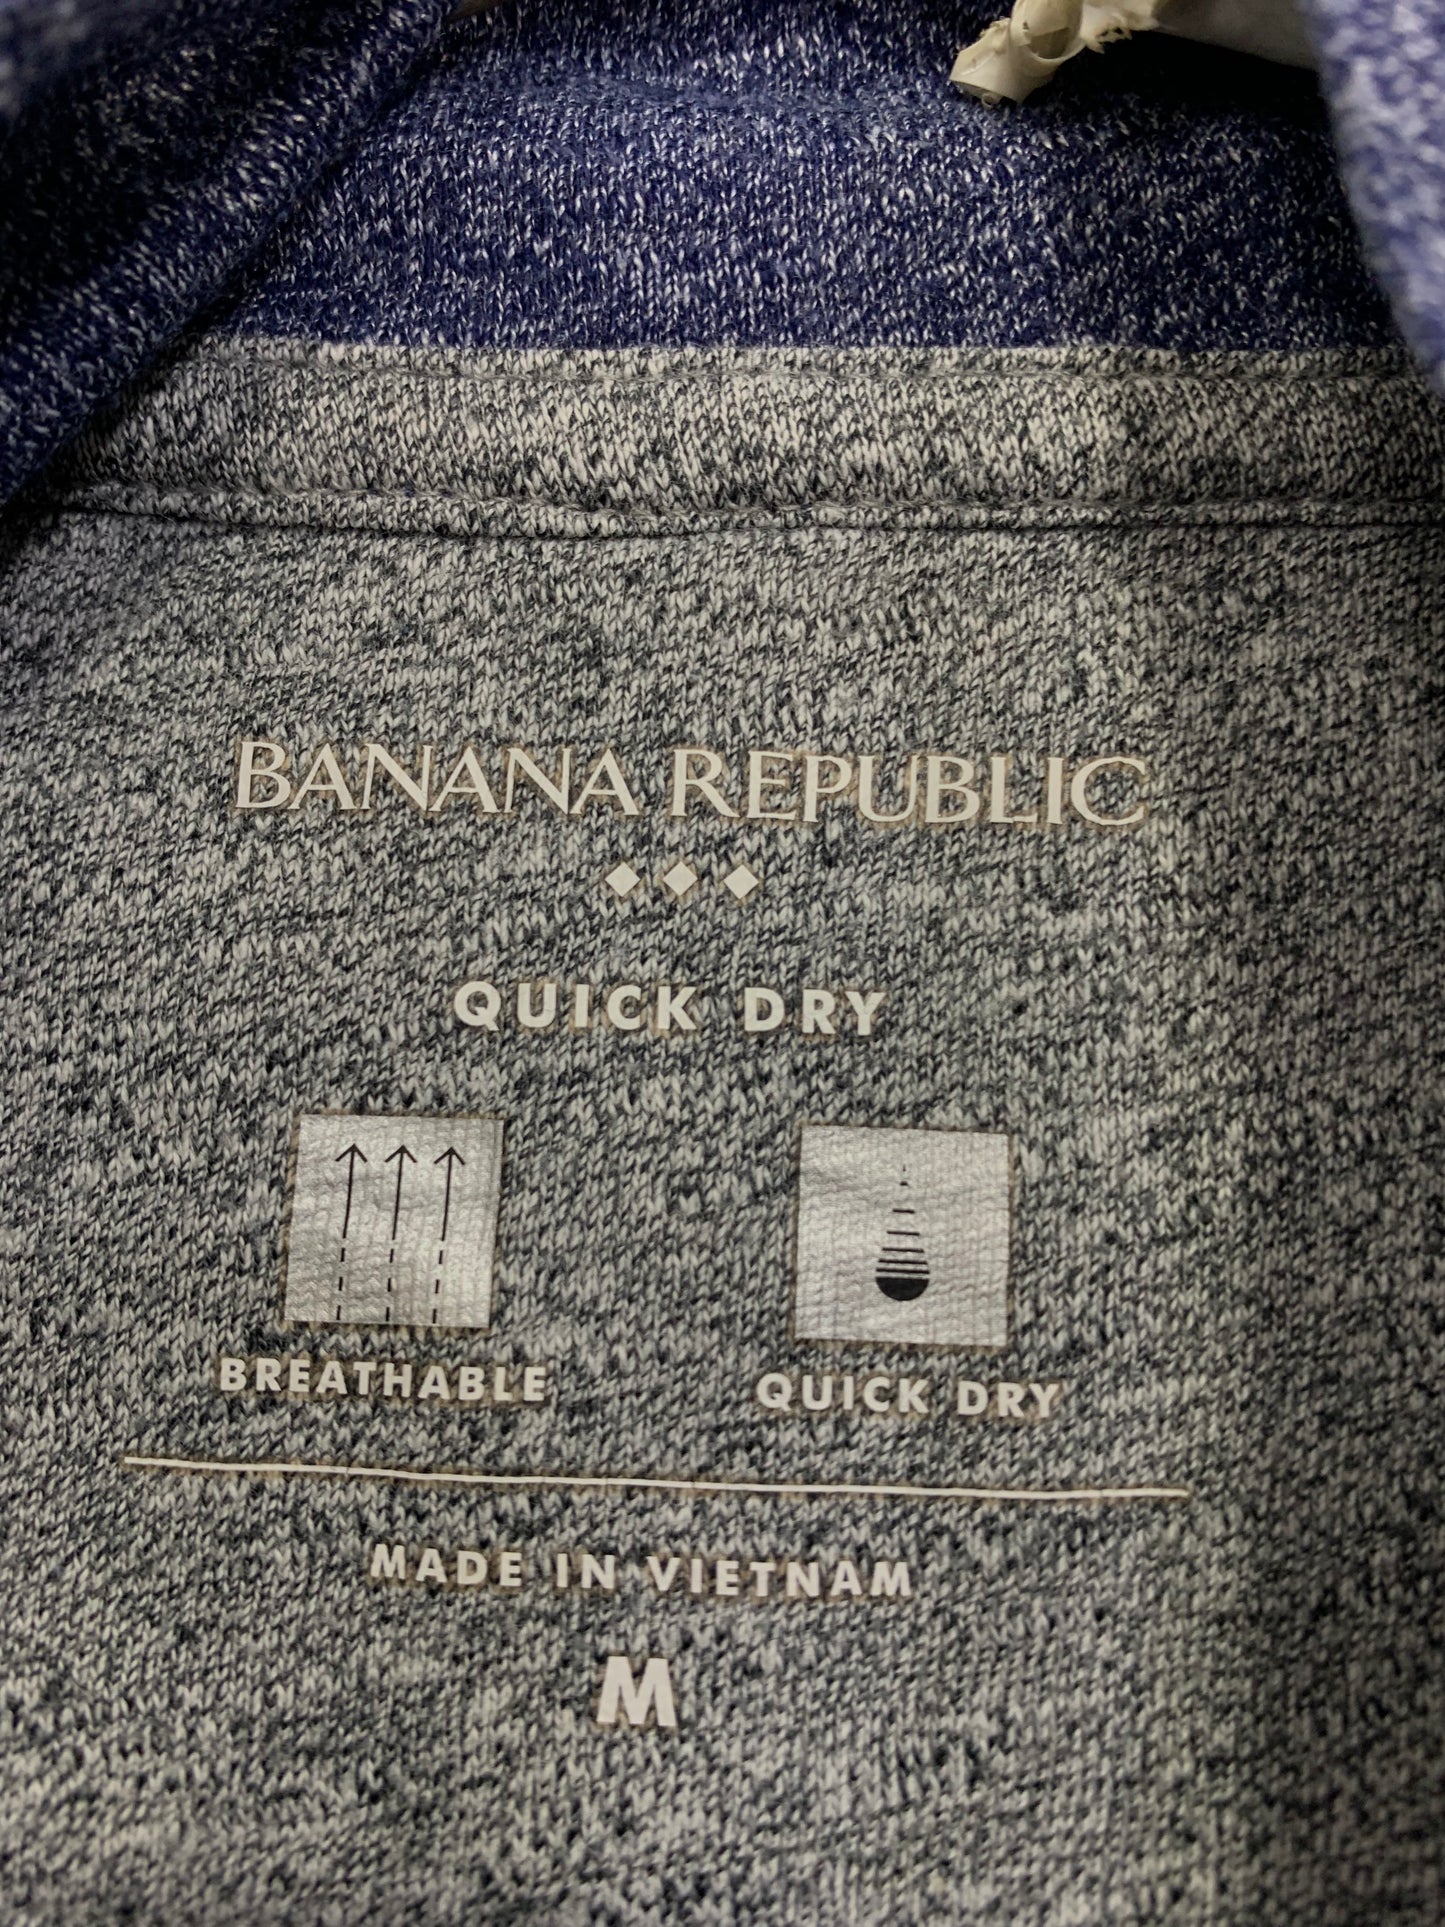 BANANA REPUBLIC
QUICK DRY
BREATHABLE QUICK DRY
MADE IN VIETNAM
M